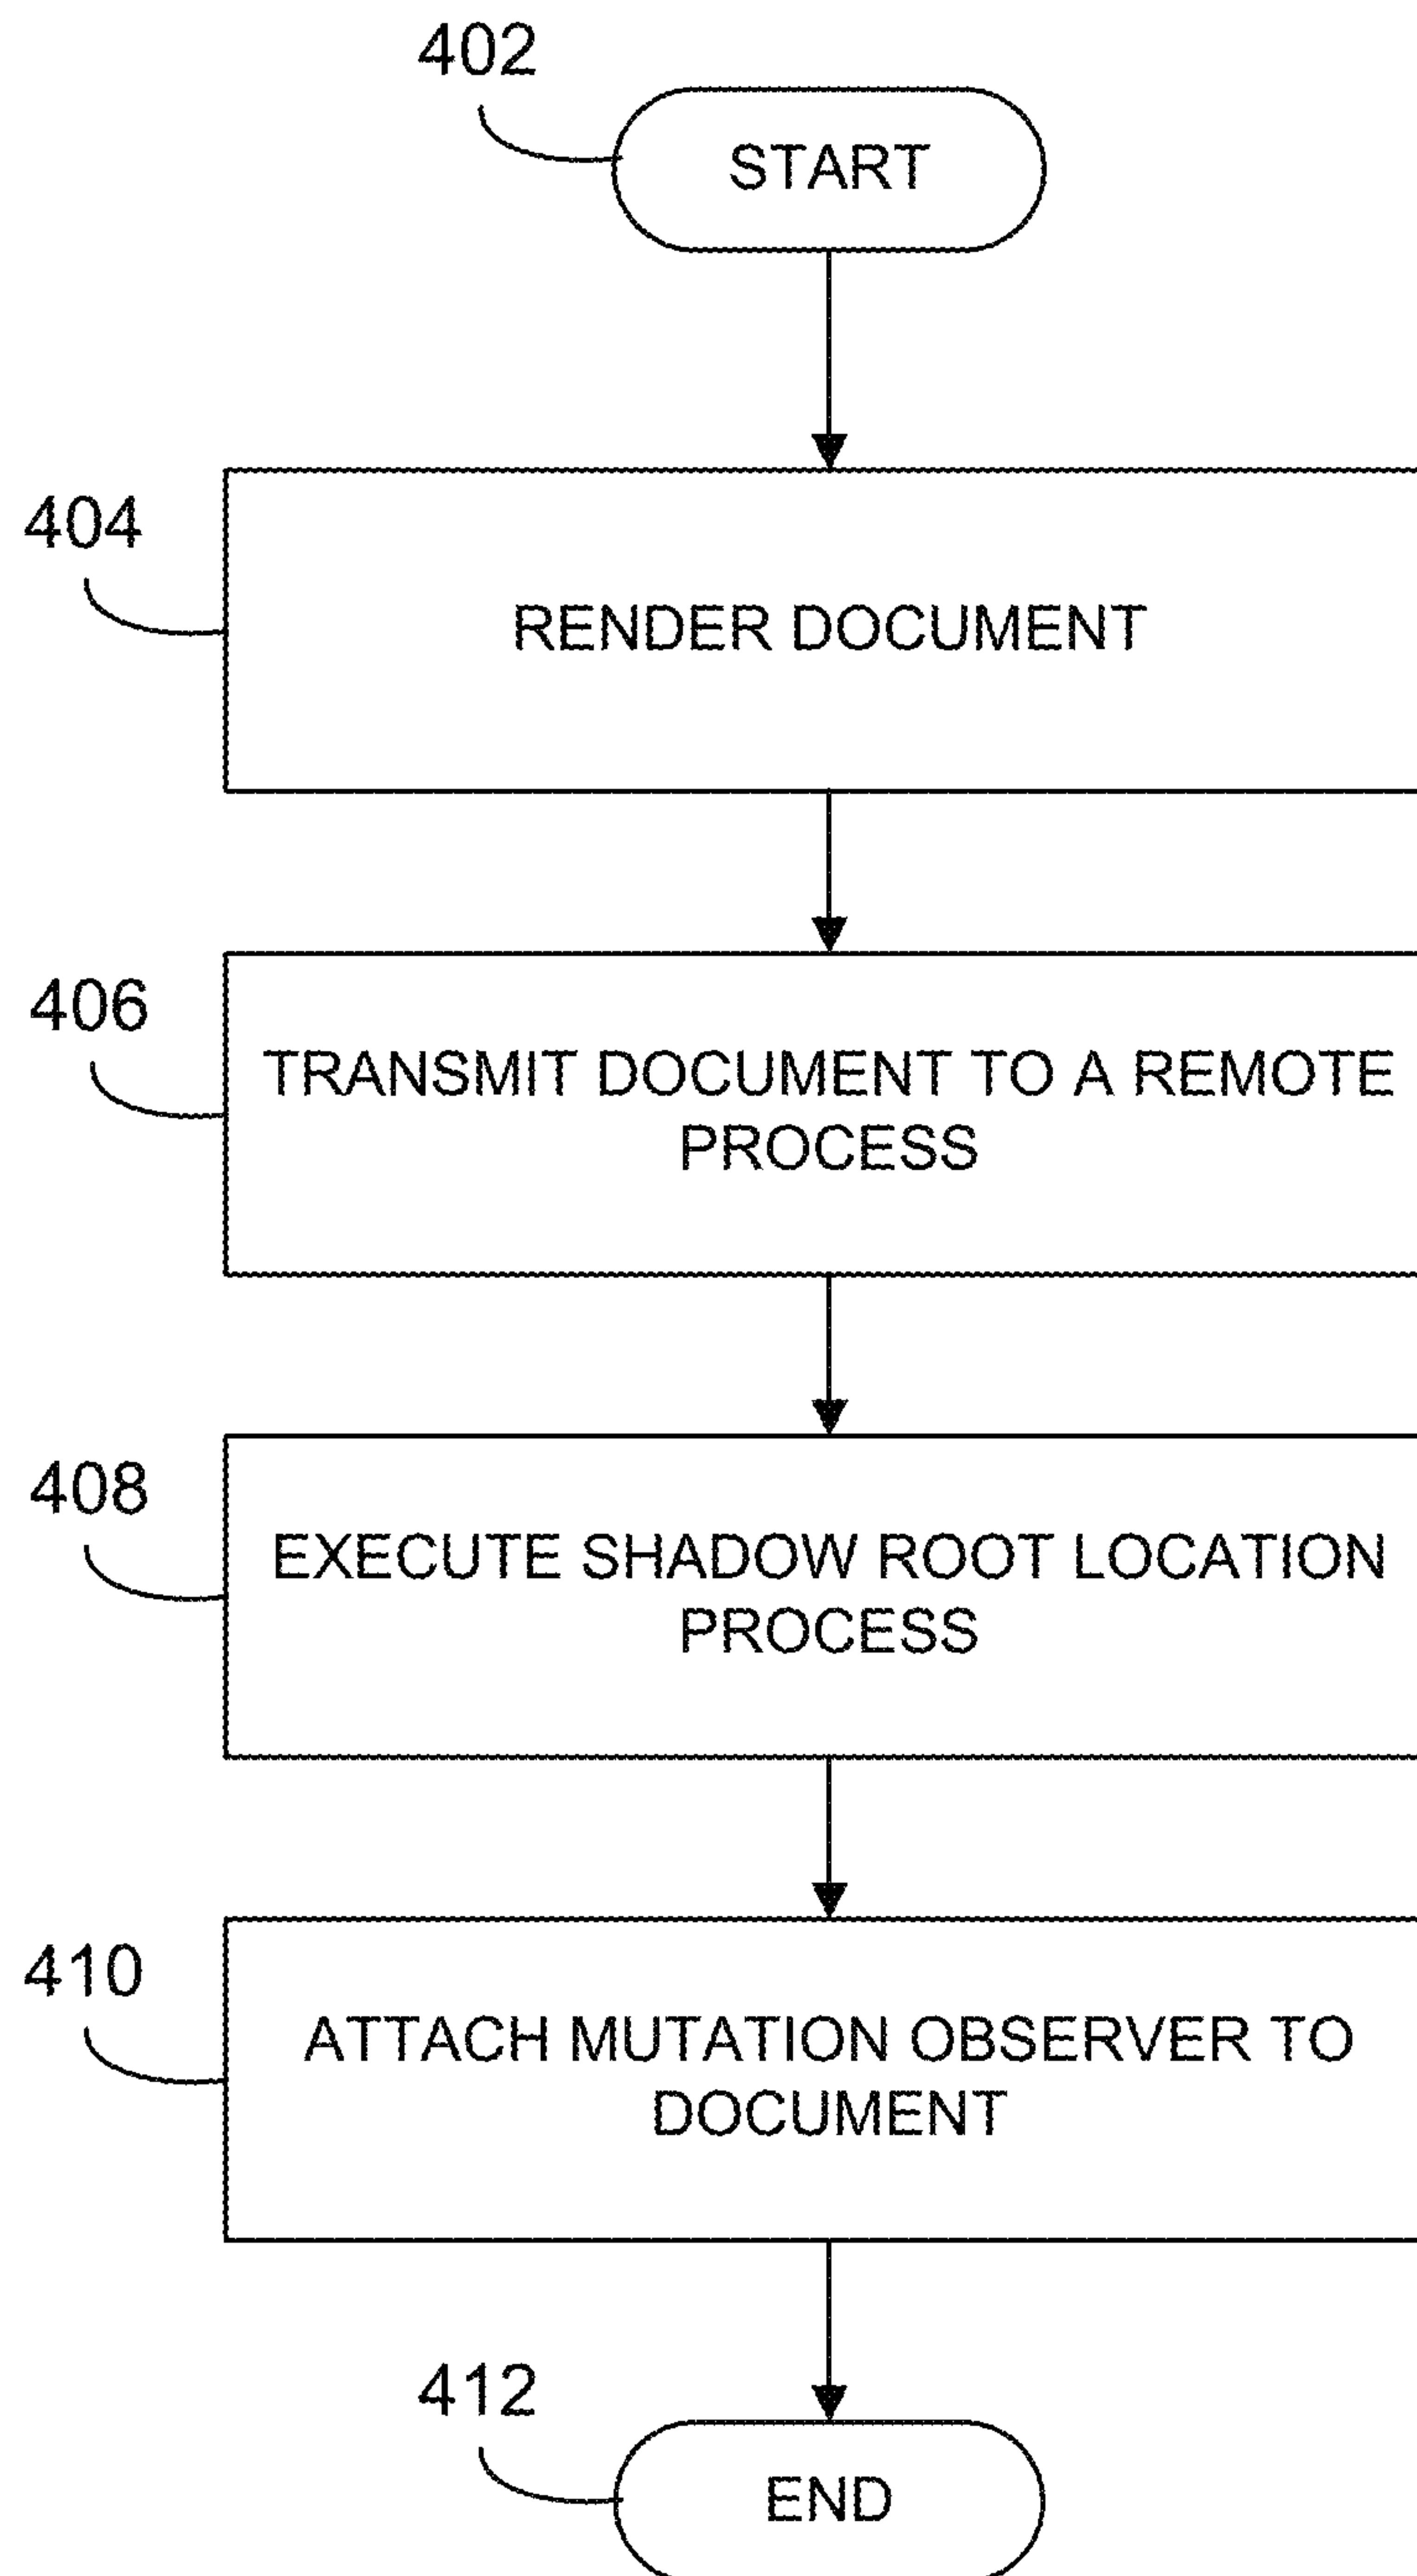 402
START
404
RENDER DOCUMENT
406
TRANSMIT DOCUMENT TO A REMOTE
PROCESS
408
EXECUTE SHADOW ROOT LOCATION
PROCESS
410
ATTACH MUTATION OBSERVER TO
DOCUMENT
412
END